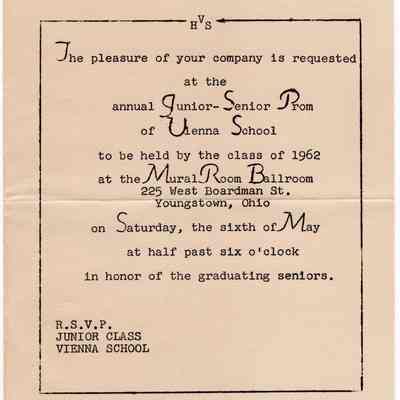 HVS
The pleasure of your company is requested
at the
annual Junior-Senior Prom
of Vienna School
to be held by the class of 1962
at the Mural Room Ballroom
225 West Boardman St.
Youngstown, Ohio
on Saturday, the sixth of May
at half past six o'clock
in honor of the graduating seniors.
R.S.V.P.
JUNIOR CLASS
VIENNA SCHOOL